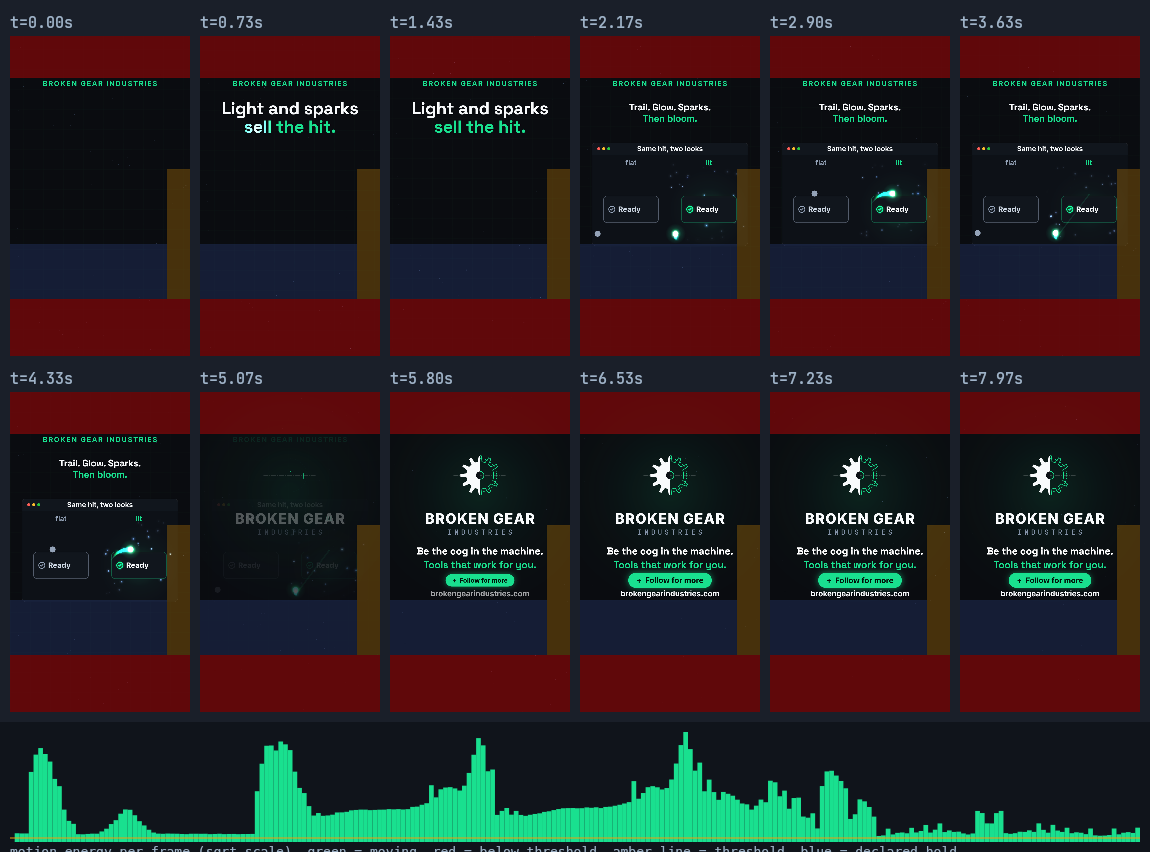 t=0.00s t=0.73s t=1.43s t=2.17s t=2.90s t=3.63s
BROKEN GEAR INDUSTRIES
BROKEN GEAR INDUSTRIES
Light and sparks
sell the hit.
BROKEN GEAR INDUSTRIES
Light and sparks
sell the hit.
BROKEN GEAR INDUSTRIES
Trail. Glow. Sparks.
Then bloom.
Same hit, two looks
flat lit
Ready Ready
BROKEN GEAR INDUSTRIES
Trail. Glow. Sparks.
Then bloom.
Same hit, two looks
flat lit
Ready Ready
BROKEN GEAR INDUSTRIES
Trail. Glow. Sparks.
Then bloom.
Same hit, two looks
flat lit
Ready Ready
t=4.33s t=5.07s t=5.80s t=6.53s t=7.23s t=7.97s
BROKEN GEAR INDUSTRIES
Trail. Glow. Sparks.
Then bloom.
Same hit, two looks
flat lit
Ready Ready
BROKEN GEAR INDUSTRIES
Same hit, two looks
BROKEN GEAR
INDUSTRIES
Ready Ready
BROKEN GEAR
INDUSTRIES
Be the cog in the machine.
Tools that work for you.
+ Follow for more
brokengearindustries.com
BROKEN GEAR
INDUSTRIES
Be the cog in the machine.
Tools that work for you.
+ Follow for more
brokengearindustries.com
BROKEN GEAR
INDUSTRIES
Be the cog in the machine.
Tools that work for you.
+ Follow for more
brokengearindustries.com
BROKEN GEAR
INDUSTRIES
Be the cog in the machine.
Tools that work for you.
+ Follow for more
brokengearindustries.com
motion energy per frame (sqrt scale), green = moving, red = below threshold, amber line = threshold, blue = declared hold